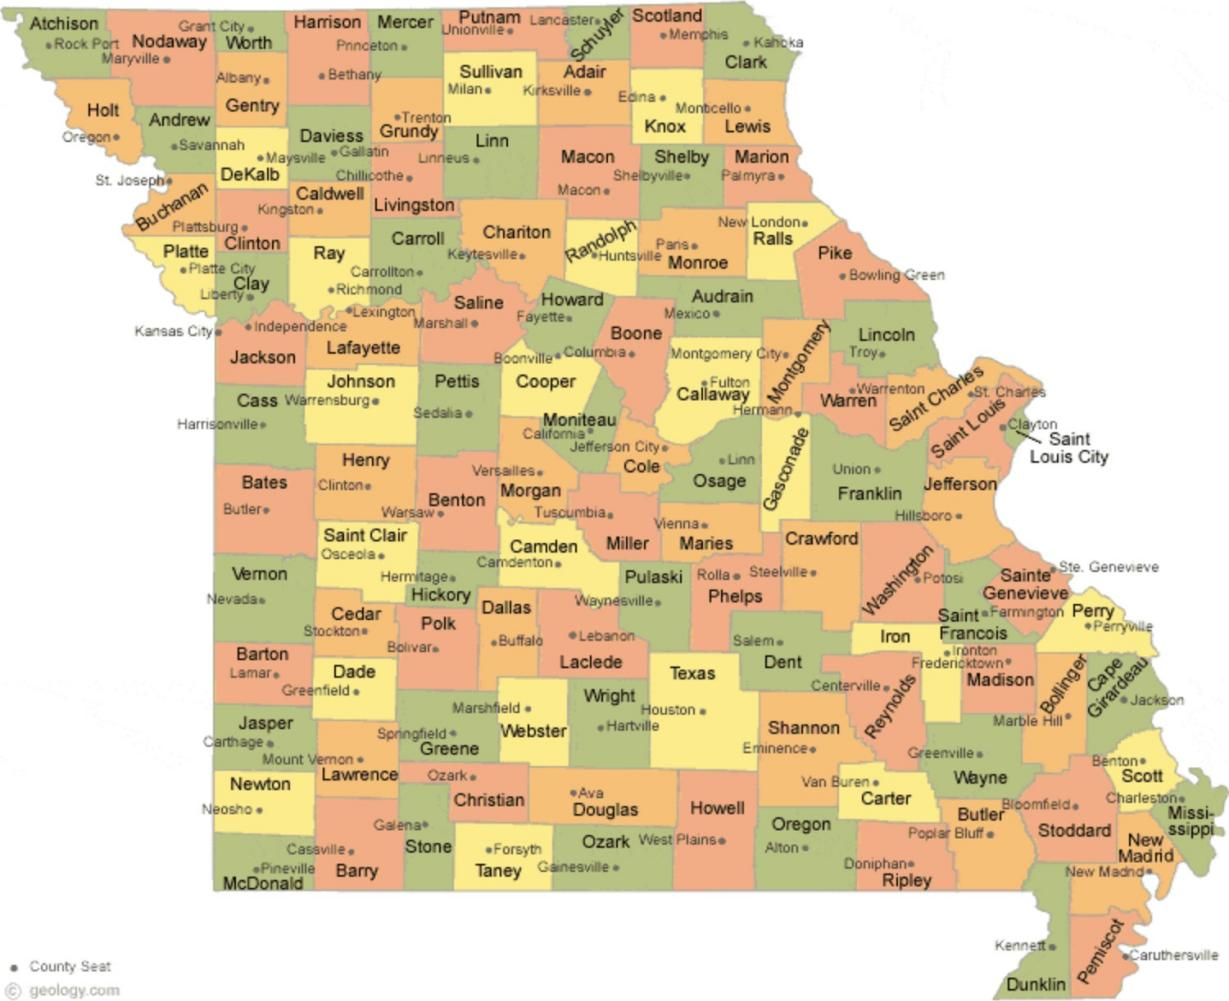 Atchison
Rock Port
Nodaway
Maryville
Grant City
Worth
Harrison
Bethany
Mercer
Princeton
Putnam
Unionville
Lancaster
Schuyler
Scotland
Memphis
Kahoka
Clark
Holt
Oregon
Andrew
Savannah
Albany
Gentry
Maysville
DeKalb
Daviess
Gallatin
Trenton
Grundy
Sullivan
Milan
Adair
Kirksville
Edina
Knox
Monticello
Lewis
St. Joseph
Buchanan
Plattsburg
Clinton
Caldwell
Kingston
Chillicothe
Livingston
Linn
Linneus
Macon
Macon
Shelby
Shelbyville
Marion
Palmyra
Platte
Platte City
Clay
Liberty
Ray
Richmond
Carroll
Carrollton
Chariton
Keytesville
Randolph
Huntsville
Paris
Monroe
New London
Ralls
Pike
Bowling Green
Kansas City
Independence
Jackson
Lexington
Lafayette
Saline
Marshall
Howard
Fayette
Boone
Columbia
Audrain
Mexico
Montgomery City
Montgomery
Lincoln
Troy
Cass
Harrisonville
Johnson
Warrensburg
Pettis
Sedalia
Boonville
Cooper
Moniteau
California
Jefferson City
Cole
Fulton
Callaway
Hermann
Gasconade
Warrenton
Warren
Saint Charles
St. Charles
Saint Louis
Clayton
Saint
Louis City
Bates
Butler
Henry
Clinton
Benton
Warsaw
Versailles
Morgan
Tuscumbia
Miller
Linn
Osage
Vienna
Maries
Union
Franklin
Jefferson
Hillsboro
Vernon
Nevada
Saint Clair
Osceola
Hermitage
Hickory
Camden
Camdenton
Pulaski
Waynesville
Rolla
Phelps
Crawford
Steelville
Washington
Potosi
Ste. Genevieve
Sainte
Genevieve
Saint
Francois
Farmington
Perry
Perryville
Barton
Lamar
Cedar
Stockton
Polk
Bolivar
Dallas
Buffalo
Lebanon
Laclede
Texas
Houston
Salem
Dent
Iron
Ironton
Fredericktown
Madison
Centerville
Reynolds
Bollinger
Marble Hill
Cape
Girardeau
Jackson
Dade
Greenfield
Jasper
Carthage
Mount Vernon
Lawrence
Springfield
Greene
Marshfield
Webster
Wright
Hartville
Shannon
Eminence
Greenville
Wayne
Benton
Scott
Newton
Neosho
Ozark
Christian
Ava
Douglas
Howell
West Plains
Van Buren
Carter
Butler
Poplar Bluff
Bloomfield
Stoddard
Charleston
Missi-
ssippi
McDonald
Pineville
Cassville
Barry
Galena
Stone
Forsyth
Taney
Ozark
Gainesville
Oregon
Alton
Doniphan
Ripley
New
Madrid
New Madrid
Kennett
Dunklin
Pemiscot
Caruthersville
County Seat
© geology.com